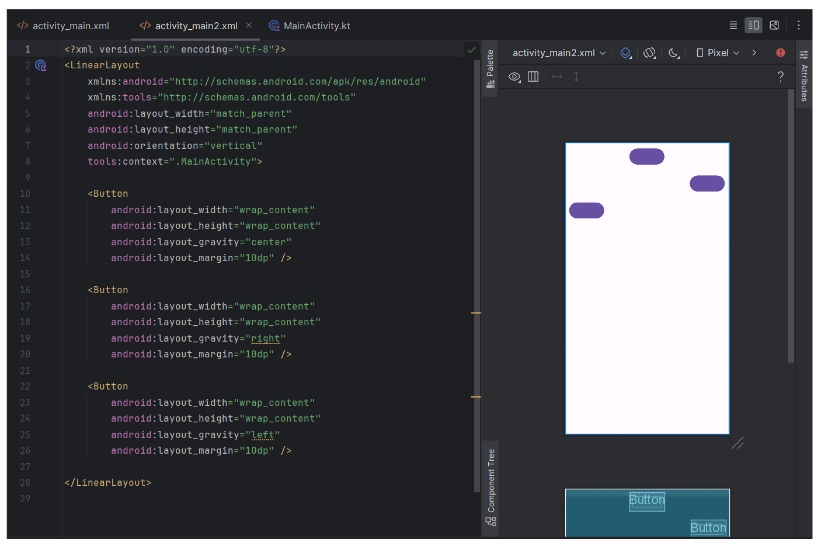 activity_main.xml activity_main2.xml MainActivity.kt
activity_main2.xml Pixel
?
Palette
Attributes
Component Tree
1 <?xml version="1.0" encoding="utf-8"?>
2 <LinearLayout
3 xmlns:android="http://schemas.android.com/apk/res/android"
4 xmlns:tools="http://schemas.android.com/tools"
5 android:layout_width="match_parent"
6 android:layout_height="match_parent"
7 android:orientation="vertical"
8 tools:context=".MainActivity">
9
10 <Button
11 android:layout_width="wrap_content"
12 android:layout_height="wrap_content"
13 android:layout_gravity="center"
14 android:layout_margin="10dp" />
15
16 <Button
17 android:layout_width="wrap_content"
18 android:layout_height="wrap_content"
19 android:layout_gravity="right"
20 android:layout_margin="10dp" />
21
22 <Button
23 android:layout_width="wrap_content"
24 android:layout_height="wrap_content"
25 android:layout_gravity="left"
26 android:layout_margin="10dp" />
27
28 </LinearLayout>
29
Button
Button